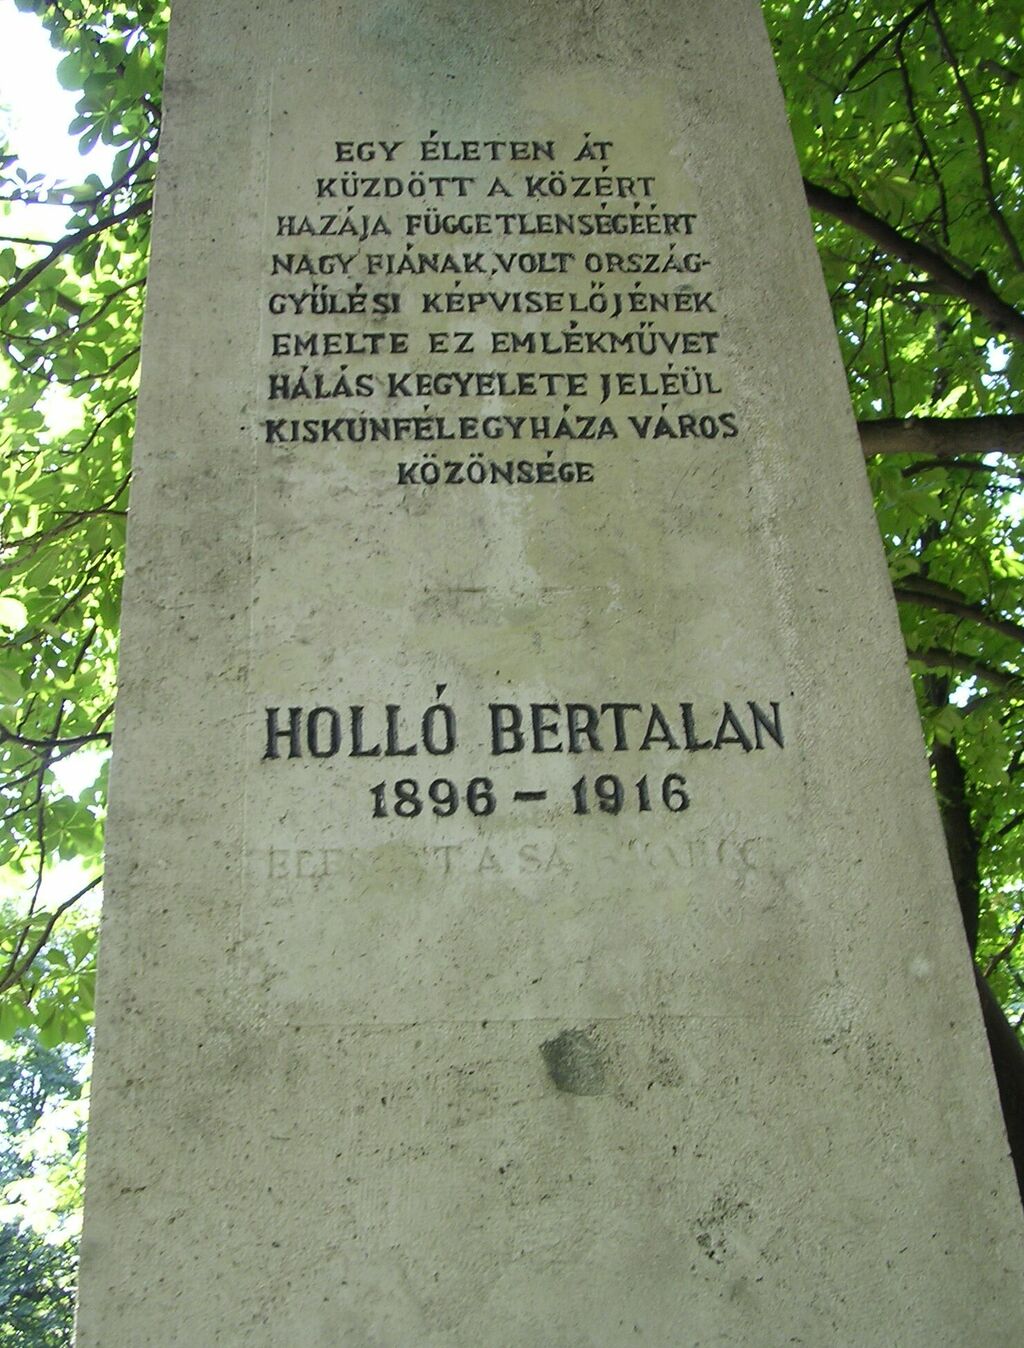 EGY ÉLETEN ÁT
KÜZDÖTT A KÖZÉRT
HAZÁJA FÜGGETLENSÉGÉÉRT
NAGY FIÁNAK, VOLT ORSZÁG-
GYŰLÉSI KÉPVISELŐJÉNEK
EMELTE EZ EMLÉKMŰVET
HÁLÁS KEGYELETE JELÉÜL
KISKUNFÉLEGYHÁZA VÁROS
KÖZÖNSÉGE
HOLLÓ BERTALAN
1896 – 1916